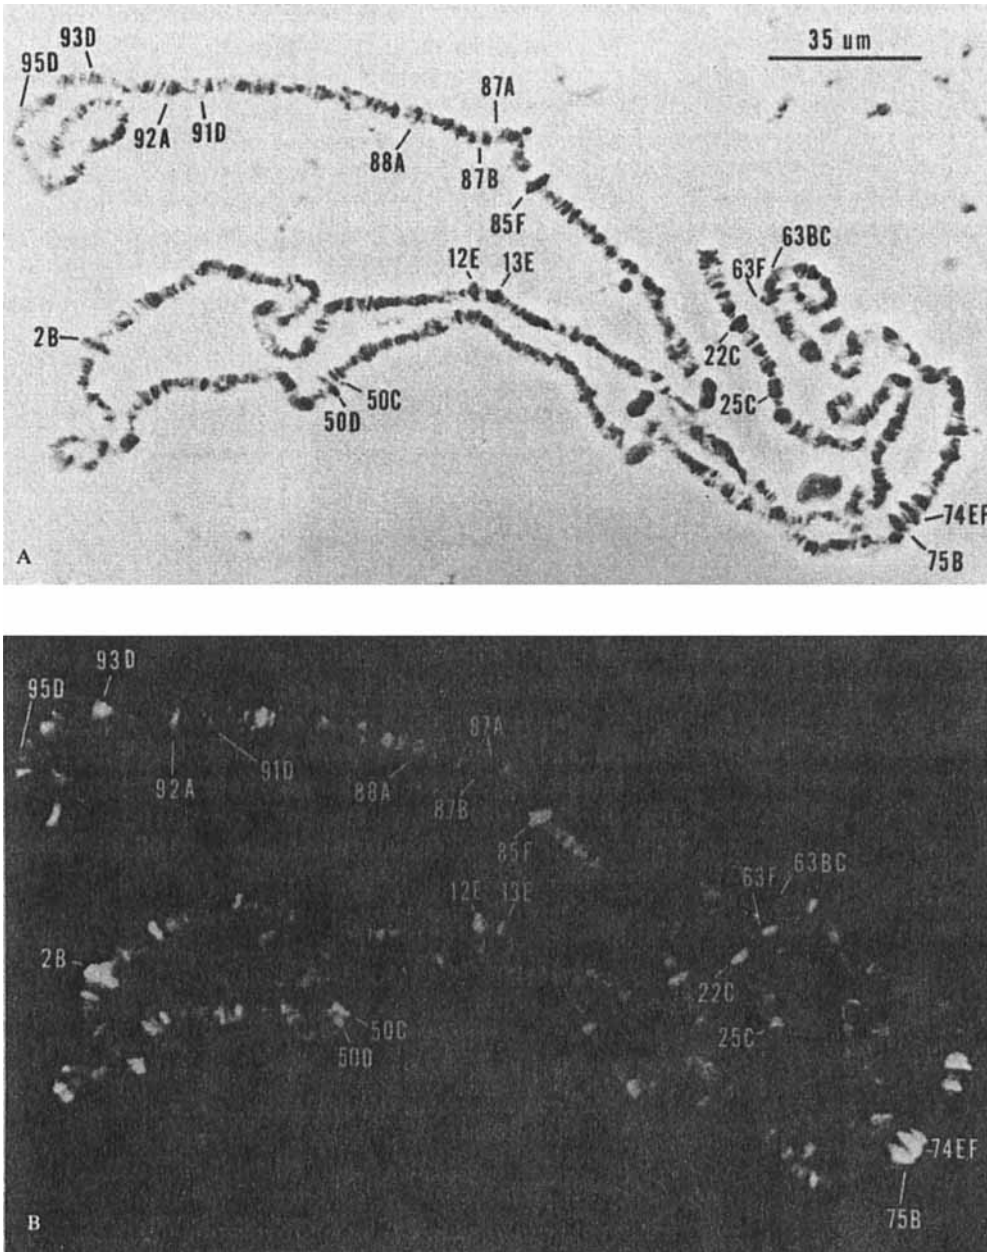 93D
95D
35 um
87A
92A
91D
88A
87B
85F
63BC
63F
12E
13E
2B
22C
50C
25C
50D
74EF
75B
A
93D
95D
87A
91D
92A
88A
87B
85F
63BC
63F
12E
13E
2B
22C
50C
25C
50D
74EF
75B
B